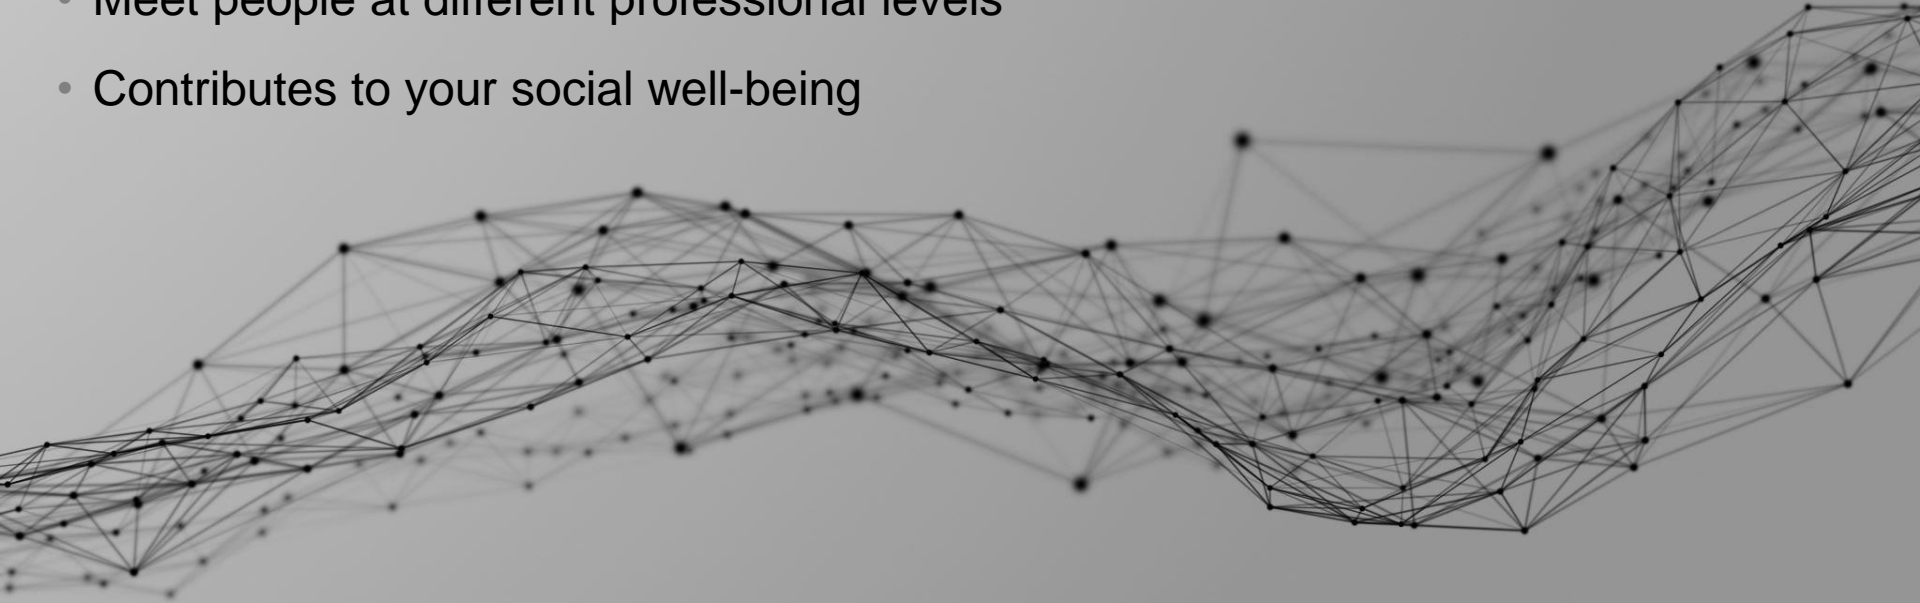 • Meet people at different professional levels
• Contributes to your social well-being